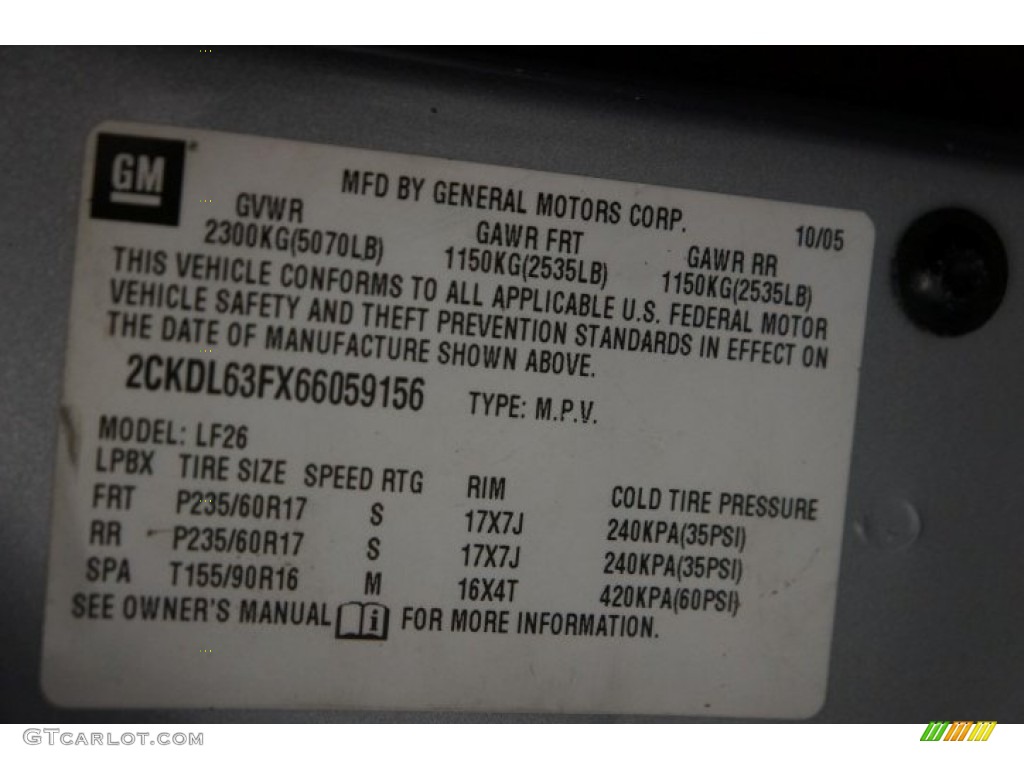 GM
MFD BY GENERAL MOTORS CORP.
10/05
GVWR GAWR FRT GAWR RR
2300KG(5070LB) 1150KG(2535LB) 1150KG(2535LB)
THIS VEHICLE CONFORMS TO ALL APPLICABLE U.S. FEDERAL MOTOR
VEHICLE SAFETY AND THEFT PREVENTION STANDARDS IN EFFECT ON
THE DATE OF MANUFACTURE SHOWN ABOVE.
2CKDL63FX66059156 TYPE: M.P.V.
MODEL: LF26
LPBX TIRE SIZE SPEED RTG RIM COLD TIRE PRESSURE
FRT P235/60R17 S 17X7J 240KPA(35PSI)
RR P235/60R17 S 17X7J 240KPA(35PSI)
SPA T155/90R16 M 16X4T 420KPA(60PSI)
SEE OWNER'S MANUAL i FOR MORE INFORMATION.
GTCARLOT.COM